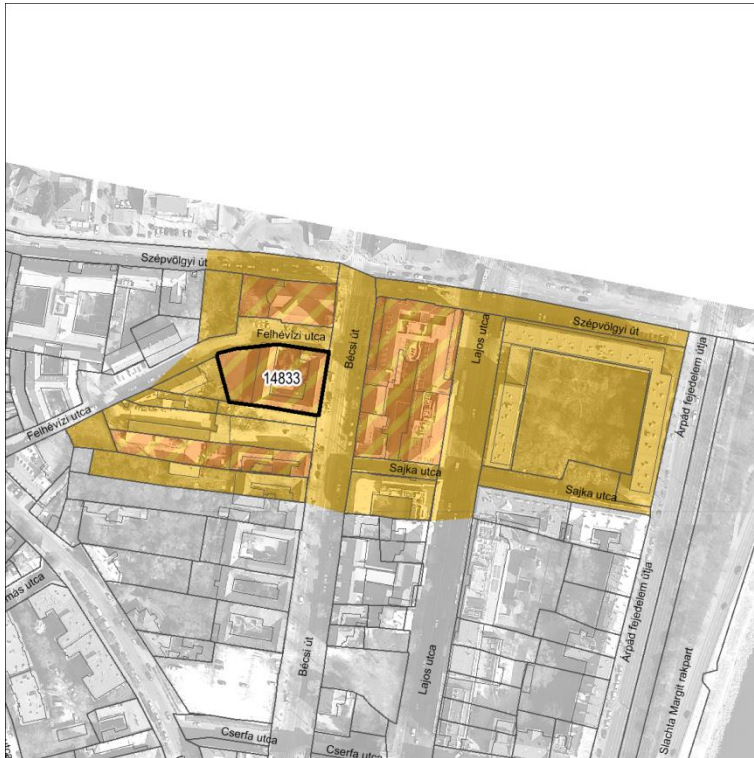 Szépvölgyi út
Szépvölgyi út
Felhévízi utca
Bécsi út
Lajos utca
Árpád fejedelem útja
14833
Felhévízi utca
Sajka utca
Sajka utca
Árpád fejedelem útja
más utca
Bécsi út
Lajos utca
Slachta Margit rakpart
Cserfa utca
Cserfa utca